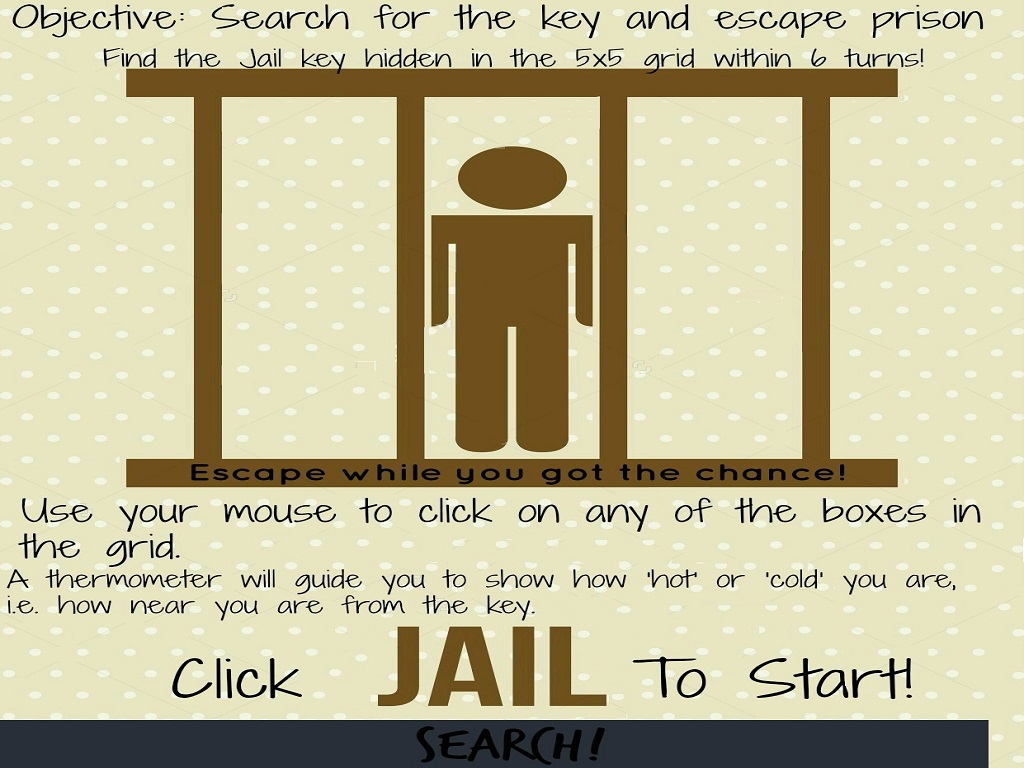 Objective: Search for the key and escape prison
Find the Jail key hidden in the 5x5 grid within 6 turns!
Escape while you got the chance!
Use your mouse to click on any of the boxes in
the grid.
A thermometer will guide you to show how 'hot' or 'cold' you are,
i.e. how near you are from the key.
Click JAIL To Start!
SEARCH!